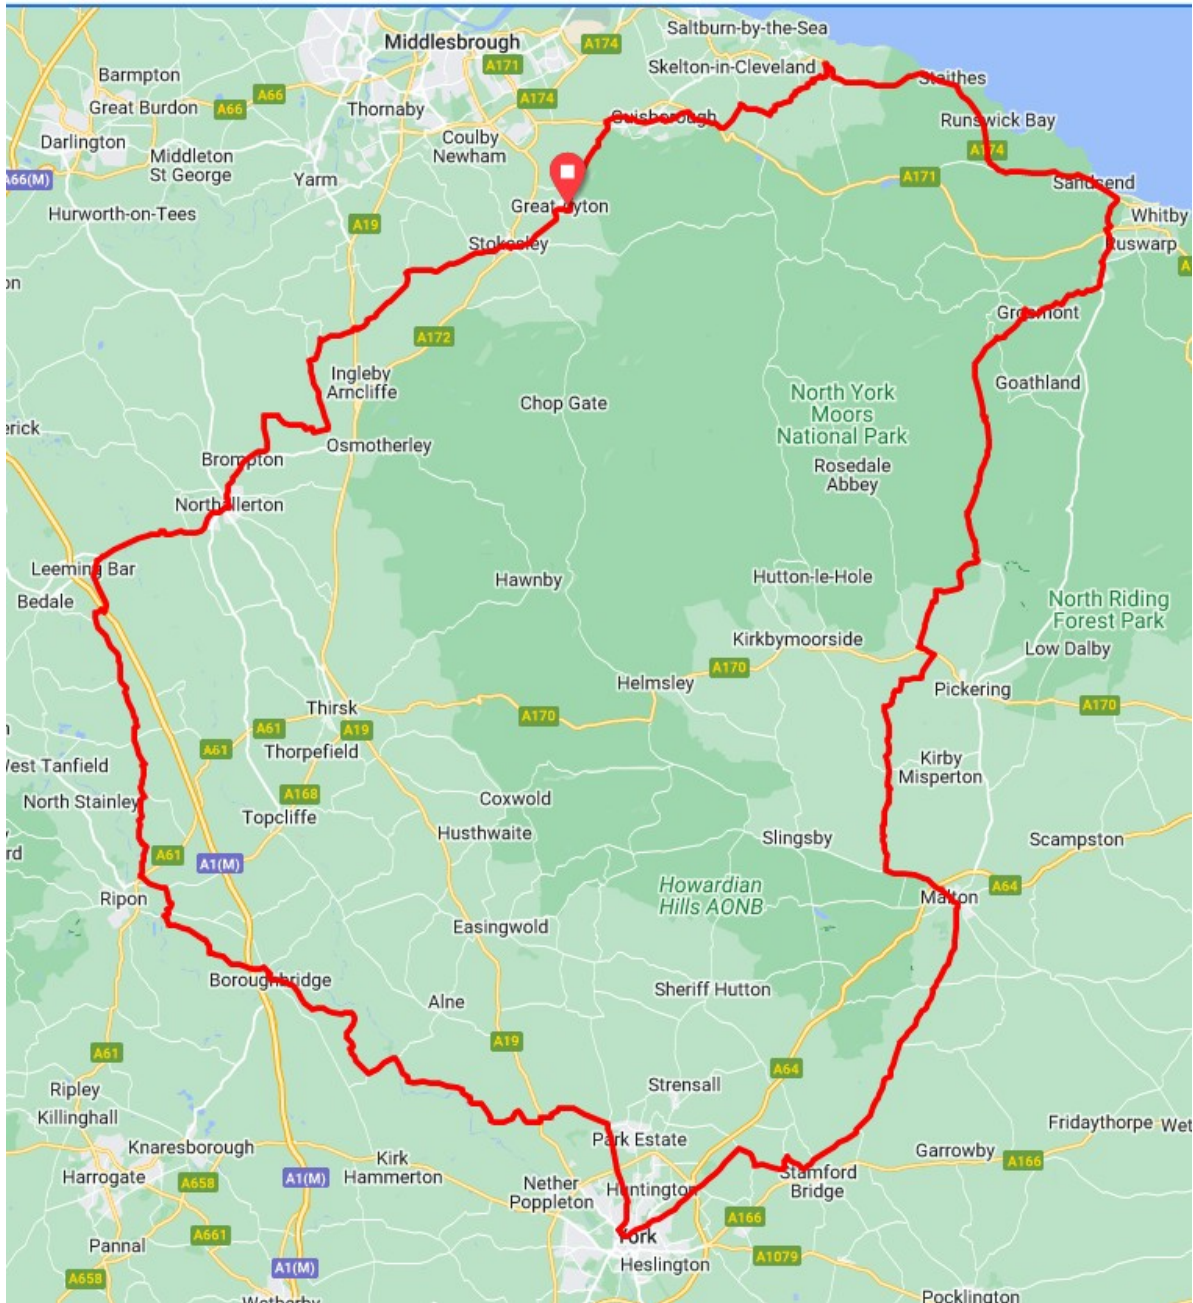 Saltburn-by-the-Sea
Middlesbrough
A174
Skelton-in-Cleveland
A171
Barmpton
A66
A66
A174
Staithes
Great Burdon
Thornaby
Guisborough
Runswick Bay
Darlington
Coulby
Newham
A174
Middleton
St George
A66(M)
Yarm
A171
Sandsend
Great Ayton
Hurworth-on-Tees
A19
Whitby
Stokesley
Ruswarp
Grosmont
A172
Ingleby
Arncliffe
Goathland
Chop Gate
North York
Moors
National Park
erick
Osmotherley
Brompton
Rosedale
Abbey
Northallerton
Leeming Bar
Hawnby
Hutton-le-Hole
Bedale
North Riding
Forest Park
Kirkbymoorside
Low Dalby
A170
Helmsley
Pickering
Thirsk
A170
A170
A61
A19
A61
Thorpefield
Kirby
Misperton
West Tanfield
North Stainley
A168
Coxwold
Topcliffe
Husthwaite
Slingsby
Scampston
rd
A61
A1(M)
Howardian
Hills AONB
A64
Ripon
Malton
Easingwold
Boroughbridge
Sheriff Hutton
Alne
A19
A61
A64
Ripley
Strensall
Killinghall
Fridaythorpe
Wet
Park Estate
Knaresborough
Garrowby
A166
Kirk
Hammerton
Harrogate
A658
A1(M)
Stamford
Bridge
Nether
Poppleton
Huntington
A166
A661
York
Pannal
A1079
Heslington
A1(M)
A658
Pocklington
Wetherby